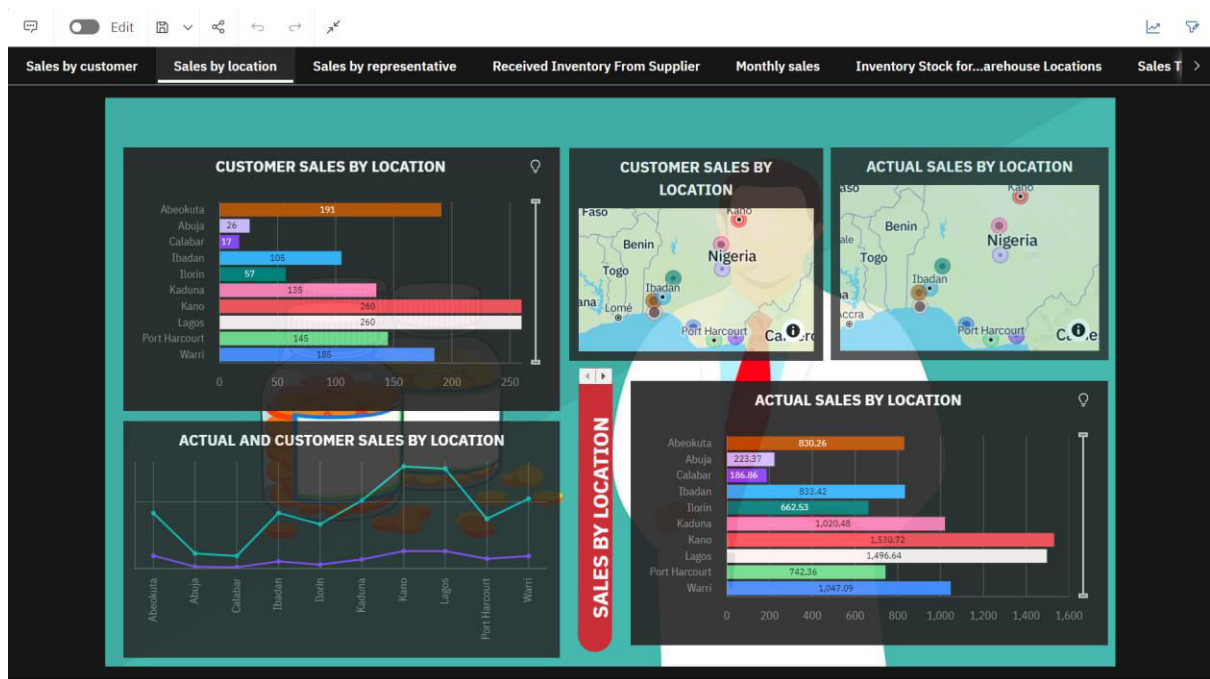 Edit
Sales by customer
Sales by location
Sales by representative
Received Inventory From Supplier
Monthly sales
Inventory Stock for...arehouse Locations
Sales T
CUSTOMER SALES BY LOCATION
Abeokuta 191
Abuja 26
Calabar 17
Ibadan 105
Ilorin 57
Kaduna 135
Kano 260
Lagos 260
Port Harcourt 145
Warri 185
0 50 100 150 200 250
CUSTOMER SALES BY
LOCATION
Faso
Kano
Benin
Nigeria
Togo
Ibadan
ana
Lomé
Port Harcourt
ACTUAL SALES BY LOCATION
aso
Kano
Benin
Nigeria
Togo
Ibadan
Accra
Port Harcourt
ACTUAL AND CUSTOMER SALES BY LOCATION
Abeokuta
Abuja
Calabar
Ibadan
Ilorin
Kaduna
Kano
Lagos
Port Harcourt
Warri
SALES BY LOCATION
ACTUAL SALES BY LOCATION
Abeokuta 830.26
Abuja 223.37
Calabar 186.86
Ibadan 833.42
Ilorin 662.53
Kaduna 1,020.48
Kano 1,530.72
Lagos 1,496.64
Port Harcourt 742.36
Warri 1,047.09
0 200 400 600 800 1,000 1,200 1,400 1,600